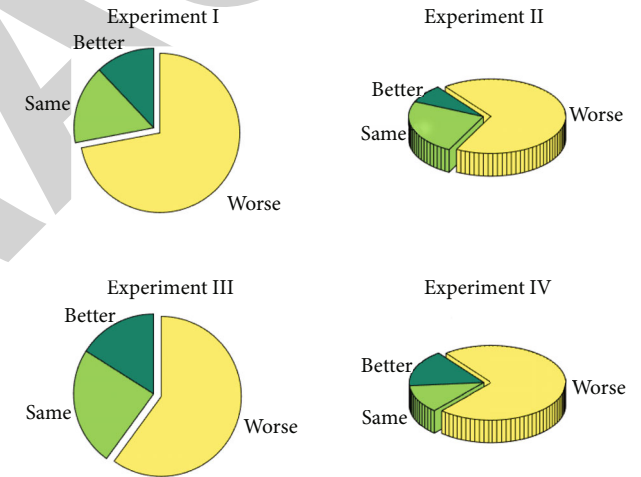 Experiment I
Better
Same
Worse
Experiment II
Better
Same
Worse
Experiment III
Better
Same
Worse
Experiment IV
Better
Same
Worse